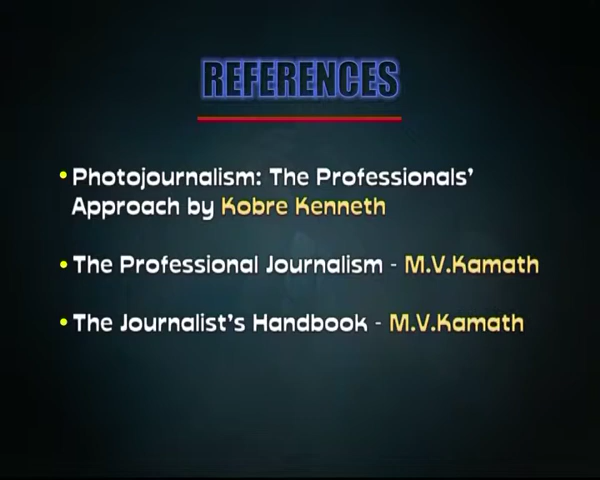 REFERENCES
• Photojournalism: The Professionals'
Approach by Kobre Kenneth
• The Professional Journalism - M.V.Kamath
• The Journalist's Handbook - M.V.Kamath